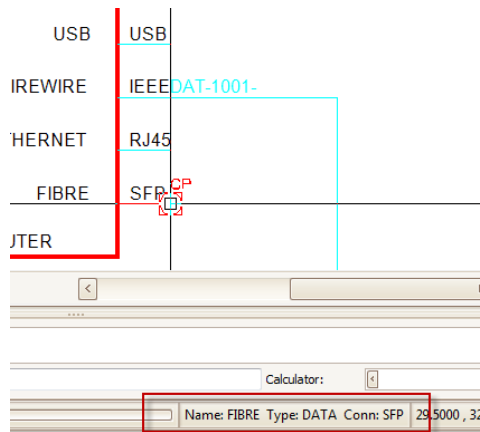 USB USB
IREWIRE IEEE DAT-1001-
THERNET RJ45
CP
FIBRE SFP
UTER
Calculator:
Name: FIBRE Type: DATA Conn: SFP 29.5000 , 32